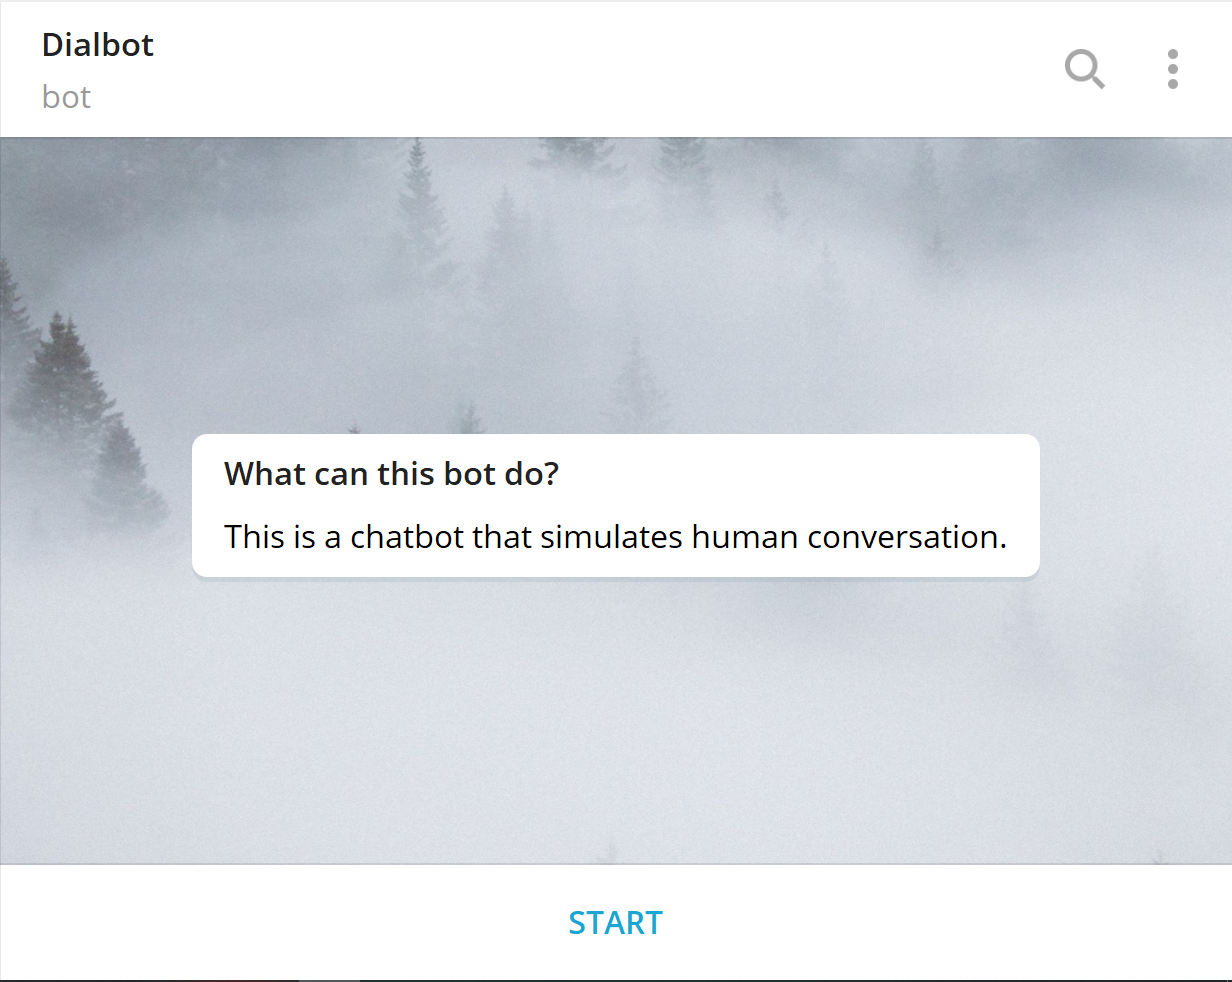 Dialbot
bot
What can this bot do?
This is a chatbot that simulates human conversation.
START